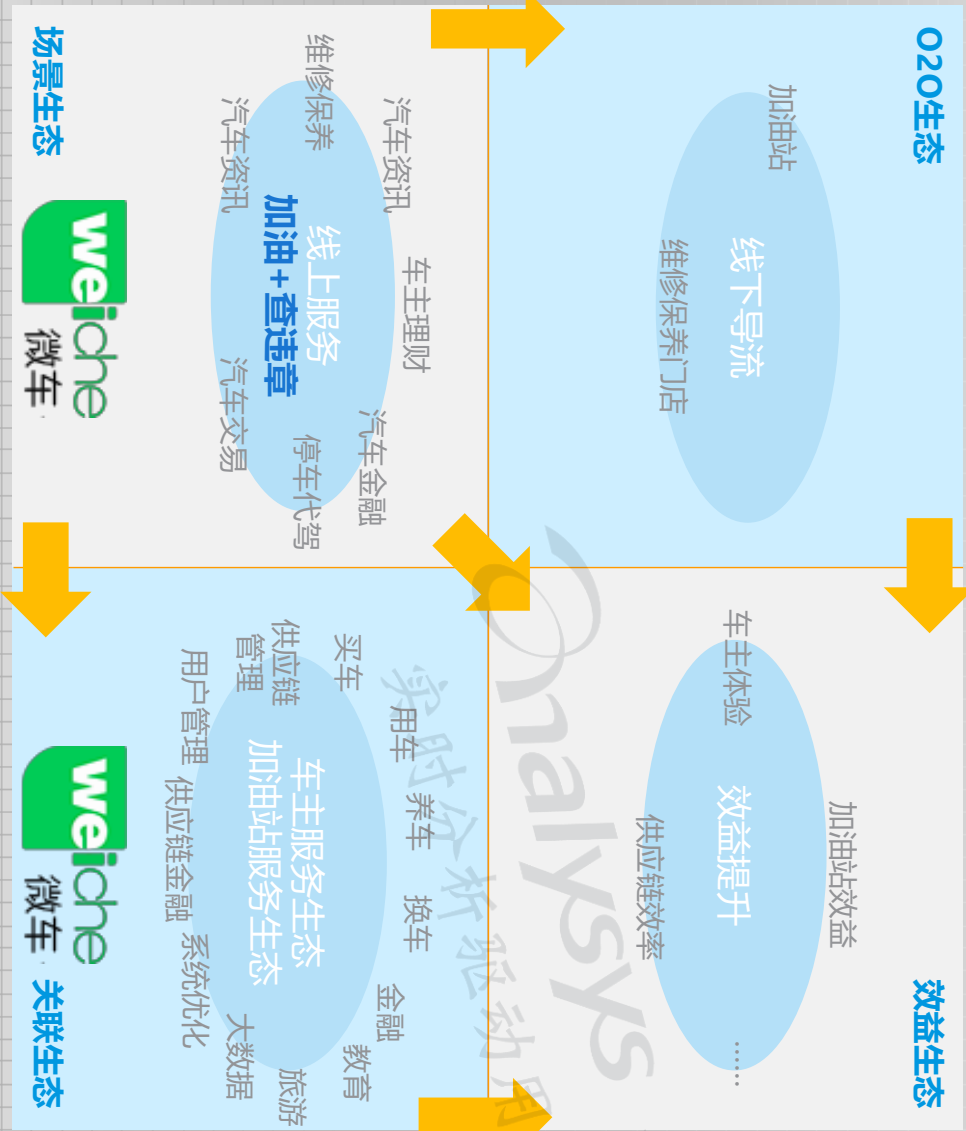 O2O生态
加油站
线下导流
维修保养门店
效益生态
加油站效益
车主体验
效益提升
……
供应链效率
车主理财
汽车资讯
汽车金融
维修保养
线上服务
停车代驾
加油+查违章
汽车资讯
汽车交易
weiche
微车
场景生态
买车
用车
养车
换车
金融
教育
旅游
供应链
管理
车主服务生态
加油站服务生态
用户管理
供应链金融
系统优化
大数据
weiche
微车
关联生态
analysys
实时分析驱动用